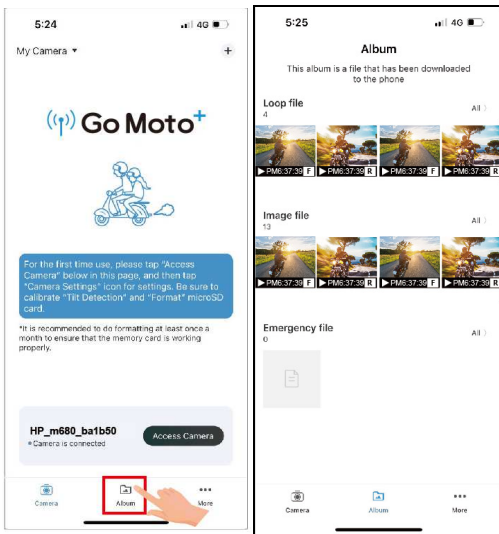 5:24
4G
My Camera
+
Go Moto+
For the first time use, please tap "Access
Camera" below in this page, and then tap
"Camera Settings" icon for settings. Be sure to
calibrate "Tilt Detection" and "Format" microSD
card.
*It is recommended to do formatting at least once a
month to ensure that the memory card is working
properly.
HP_m680_ba1b50
Camera is connected
Access Camera
Camera
Album
More
5:25
4G
Album
This album is a file that has been downloaded
to the phone
Loop file
4
All
PM6:37:39 F
PM6:37:39 R
PM6:37:39 F
PM6:37:39 R
Image file
13
All
PM6:37:39 F
PM6:37:39 R
PM6:37:39 F
PM6:37:39 R
Emergency file
0
All
Camera
Album
More